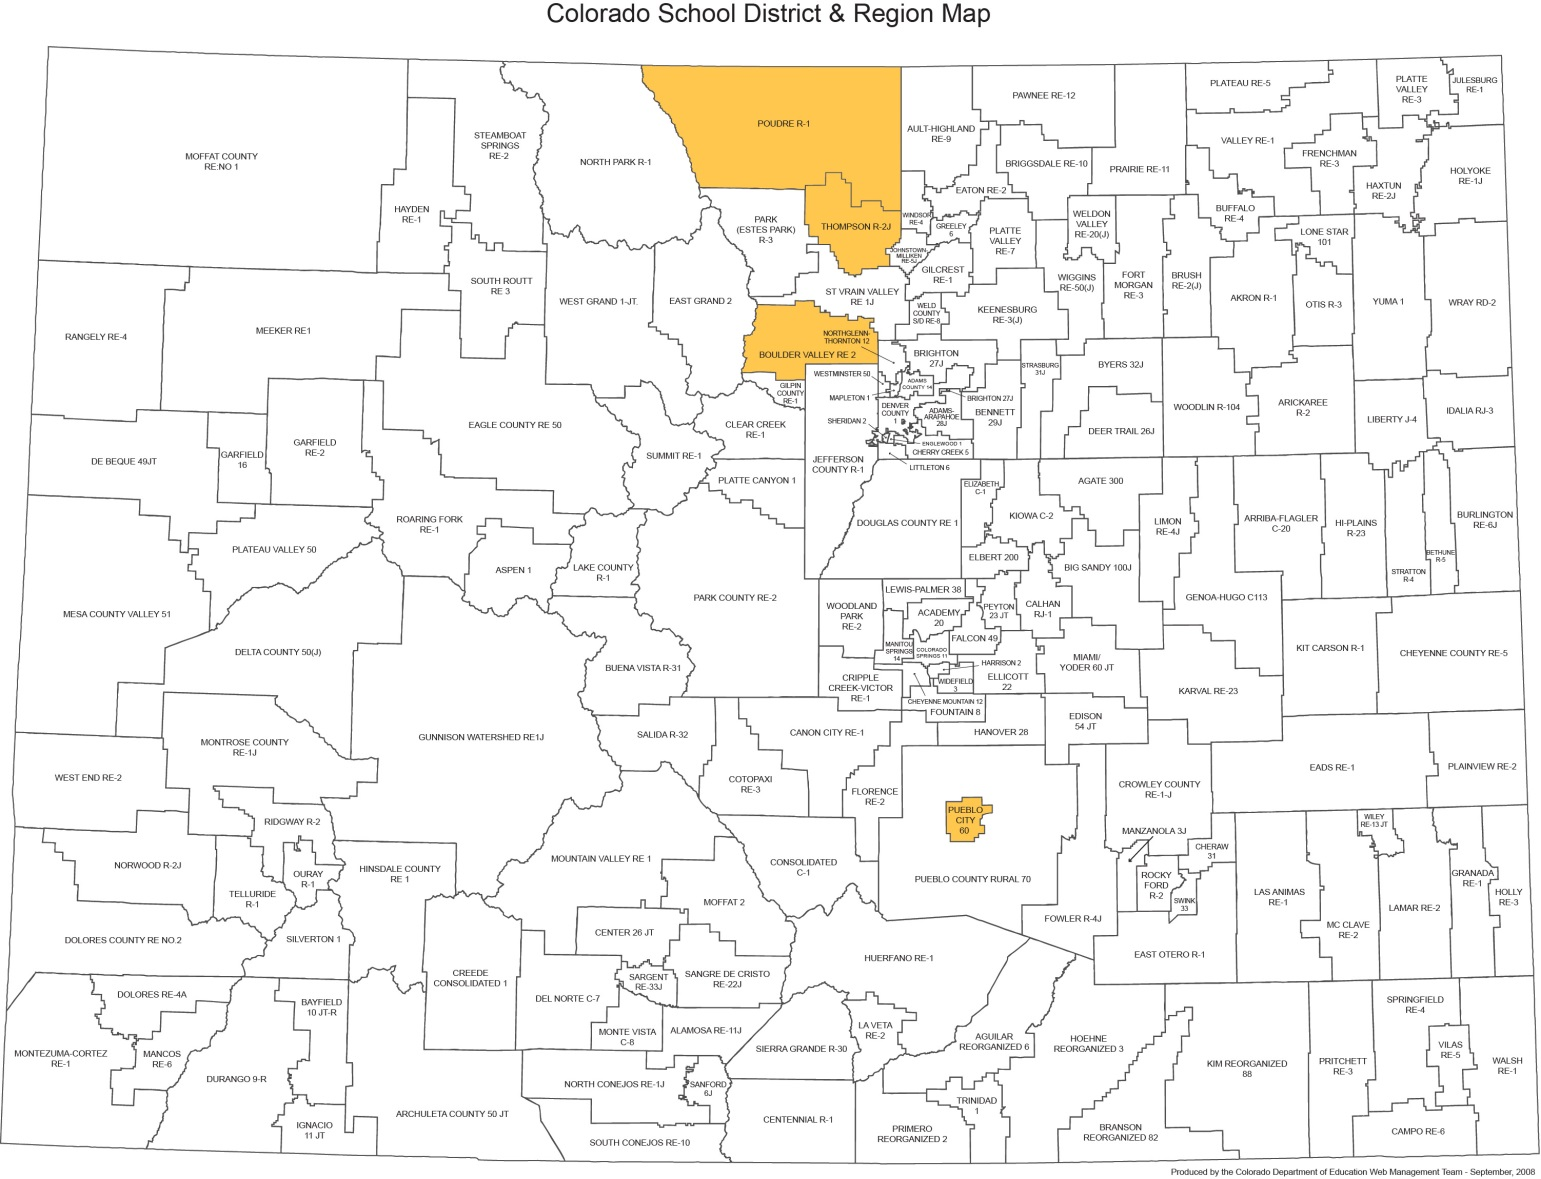 Colorado School District & Region Map
PLATEAU RE-5
PLATTE
VALLEY
RE-3
JULESBURG
RE-1
PAWNEE RE-12
POUDRE R-1
AULT-HIGHLAND
RE-9
STEAMBOAT
SPRINGS
RE-2
MOFFAT COUNTY
RE:NO 1
NORTH PARK R-1
BRIGGSDALE RE-10
PRAIRIE RE-11
VALLEY RE-1
FRENCHMAN
RE-3
HAXTUN
RE-2J
HOLYOKE
RE-1J
HAYDEN
RE-1
EATON RE-2
PARK
(ESTES PARK)
R-3
THOMPSON R-2J
WINDSOR
RE-4
GREELEY
6
PLATTE
VALLEY
RE-7
WELDON
VALLEY
RE-20(J)
BUFFALO
RE-4
LONE STAR
101
JOHNSTOWN-
MILLIKEN
RE-5J
GILCREST
RE-1
SOUTH ROUTT
RE 3
WEST GRAND 1-JT.
EAST GRAND 2
ST VRAIN VALLEY
RE 1J
WELD
COUNTY
S/D RE-8
KEENESBURG
RE-3(J)
WIGGINS
RE-50(J)
FORT
MORGAN
RE-3
BRUSH
RE-2(J)
AKRON R-1
OTIS R-3
YUMA 1
WRAY RD-2
RANGELY RE-4
MEEKER RE1
NORTHGLENN-
THORNTON 12
BOULDER VALLEY RE 2
BRIGHTON
27J
STRASBURG
31J
BYERS 32J
WESTMINSTER 50
ADAMS
COUNTY 14
MAPLETON 1
BRIGHTON 27J
GILPIN
COUNTY
RE-1
DENVER
COUNTY
1
ADAMS-
ARAPAHOE
28J
BENNETT
29J
SHERIDAN 2
ENGLEWOOD 1
CHERRY CREEK 5
LITTLETON 6
DEER TRAIL 26J
WOODLIN R-104
ARICKAREE
R-2
LIBERTY J-4
IDALIA RJ-3
EAGLE COUNTY RE 50
CLEAR CREEK
RE-1
GARFIELD
RE-2
GARFIELD
16
DE BEQUE 49JT
SUMMIT RE-1
JEFFERSON
COUNTY R-1
PLATTE CANYON 1
ELIZABETH
C-1
AGATE 300
ROARING FORK
RE-1
DOUGLAS COUNTY RE 1
KIOWA C-2
LIMON
RE-4J
ARRIBA-FLAGLER
C-20
HI-PLAINS
R-23
BURLINGTON
RE-6J
PLATEAU VALLEY 50
ASPEN 1
LAKE COUNTY
R-1
ELBERT 200
BIG SANDY 100J
STRATTON
R-4
BETHUNE
R-5
MESA COUNTY VALLEY 51
PARK COUNTY RE-2
WOODLAND
PARK
RE-2
LEWIS-PALMER 38
ACADEMY
20
PEYTON
23 JT
CALHAN
RJ-1
GENOA-HUGO C113
DELTA COUNTY 50(J)
BUENA VISTA R-31
MANITOU
SPRINGS
14
COLORADO
SPRINGS 11
FALCON 49
HARRISON 2
WIDEFIELD
3
ELLICOTT
22
MIAMI/
YODER 60 JT
KIT CARSON R-1
CHEYENNE COUNTY RE-5
CRIPPLE
CREEK-VICTOR
RE-1
CHEYENNE MOUNTAIN 12
FOUNTAIN 8
KARVAL RE-23
MONTROSE COUNTY
RE-1J
GUNNISON WATERSHED RE1J
SALIDA R-32
CANON CITY RE-1
HANOVER 28
EDISON
54 JT
WEST END RE-2
COTOPAXI
RE-3
FLORENCE
RE-2
CROWLEY COUNTY
RE-1-J
EADS RE-1
PLAINVIEW RE-2
RIDGWAY R-2
PUEBLO
CITY
60
MANZANOLA 3J
WILEY
RE-13 JT
NORWOOD R-2J
OURAY
R-1
HINSDALE COUNTY
RE 1
MOUNTAIN VALLEY RE 1
CONSOLIDATED
C-1
PUEBLO COUNTY RURAL 70
CHERAW
31
ROCKY
FORD
R-2
SWINK
33
TELLURIDE
R-1
MOFFAT 2
FOWLER R-4J
LAS ANIMAS
RE-1
MC CLAVE
RE-2
LAMAR RE-2
GRANADA
RE-1
HOLLY
RE-3
DOLORES COUNTY RE NO.2
SILVERTON 1
CENTER 26 JT
EAST OTERO R-1
HUERFANO RE-1
CREEDE
CONSOLIDATED 1
SARGENT
RE-33J
SANGRE DE CRISTO
RE-22J
DOLORES RE-4A
BAYFIELD
10 JT-R
DEL NORTE C-7
MONTE VISTA
C-8
ALAMOSA RE-11J
LA VETA
RE-2
SPRINGFIELD
RE-4
MONTEZUMA-CORTEZ
RE-1
MANCOS
RE-6
SIERRA GRANDE R-30
AGUILAR
REORGANIZED 6
HOEHNE
REORGANIZED 3
KIM REORGANIZED
88
PRITCHETT
RE-3
VILAS
RE-5
WALSH
RE-1
DURANGO 9-R
NORTH CONEJOS RE-1J
SANFORD
6J
ARCHULETA COUNTY 50 JT
IGNACIO
11 JT
SOUTH CONEJOS RE-10
CENTENNIAL R-1
PRIMERO
REORGANIZED 2
TRINIDAD
1
BRANSON
REORGANIZED 82
CAMPO RE-6
Produced by the Colorado Department of Education Web Management Team - September, 2008